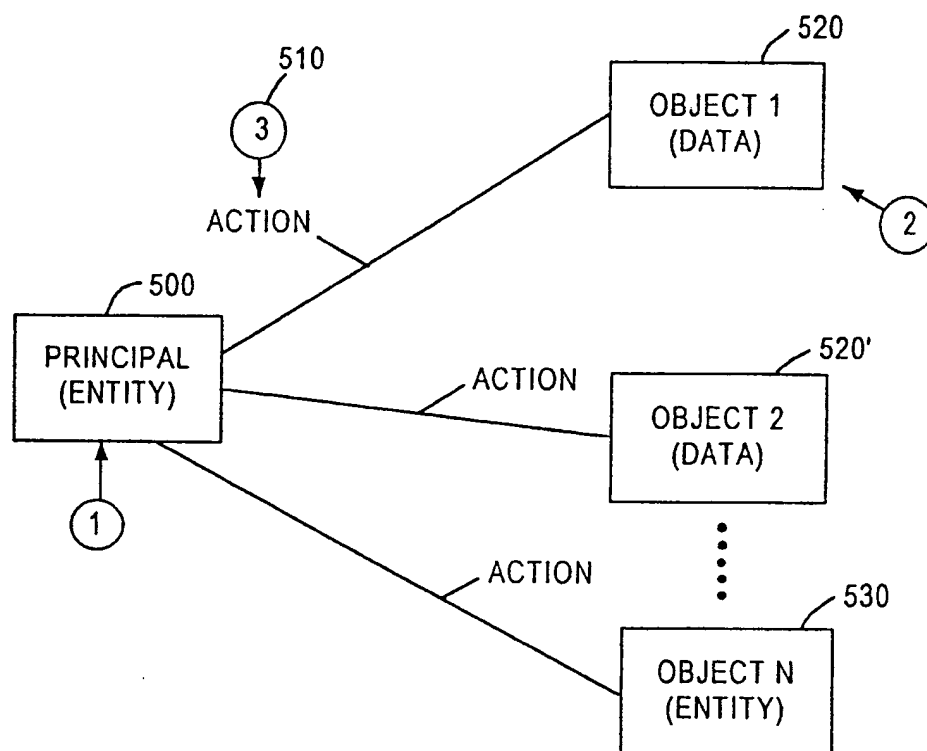 510
520
3
OBJECT 1
(DATA)
ACTION
2
500
PRINCIPAL
(ENTITY)
520'
ACTION
OBJECT 2
(DATA)
1
ACTION
530
OBJECT N
(ENTITY)